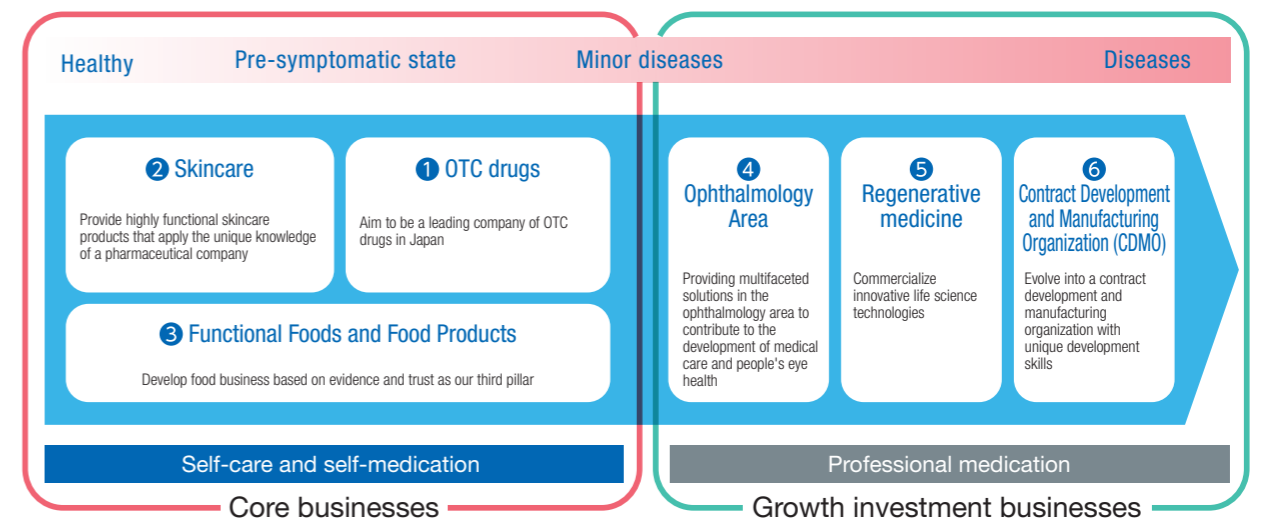 Healthy
Pre-symptomatic state
Minor diseases
Diseases
2 Skincare
Provide highly functional skincare
products that apply the unique knowledge
of a pharmaceutical company
1 OTC drugs
Aim to be a leading company of OTC
drugs in Japan
3 Functional Foods and Food Products
Develop food business based on evidence and trust as our third pillar
4
Ophthalmology
Area
Providing multifaceted
solutions in the
ophthalmology area to
contribute to the
development of medical
care and people's eye
health
5
Regenerative
medicine
Commercialize
innovative life science
technologies
6
Contract Development
and Manufacturing
Organization (CDMO)
Evolve into a contract
development and
manufacturing
organization with
unique development
skills
Self-care and self-medication
Professional medication
Core businesses
Growth investment businesses